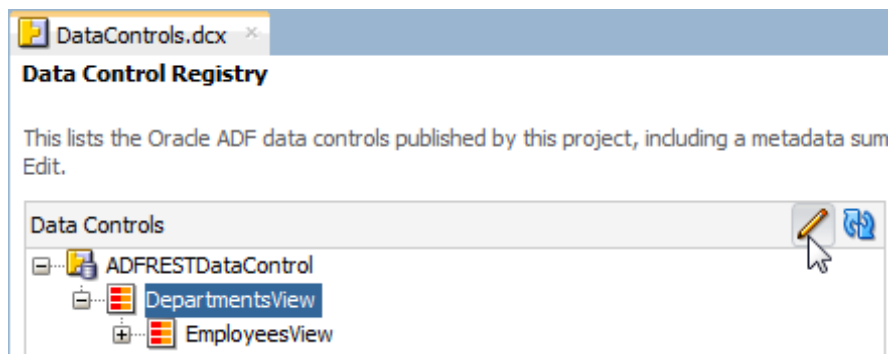 DataControls.dcx
Data Control Registry
This lists the Oracle ADF data controls published by this project, including a metadata sum
Edit.
Data Controls
ADFRESTDataControl
DepartmentsView
EmployeesView